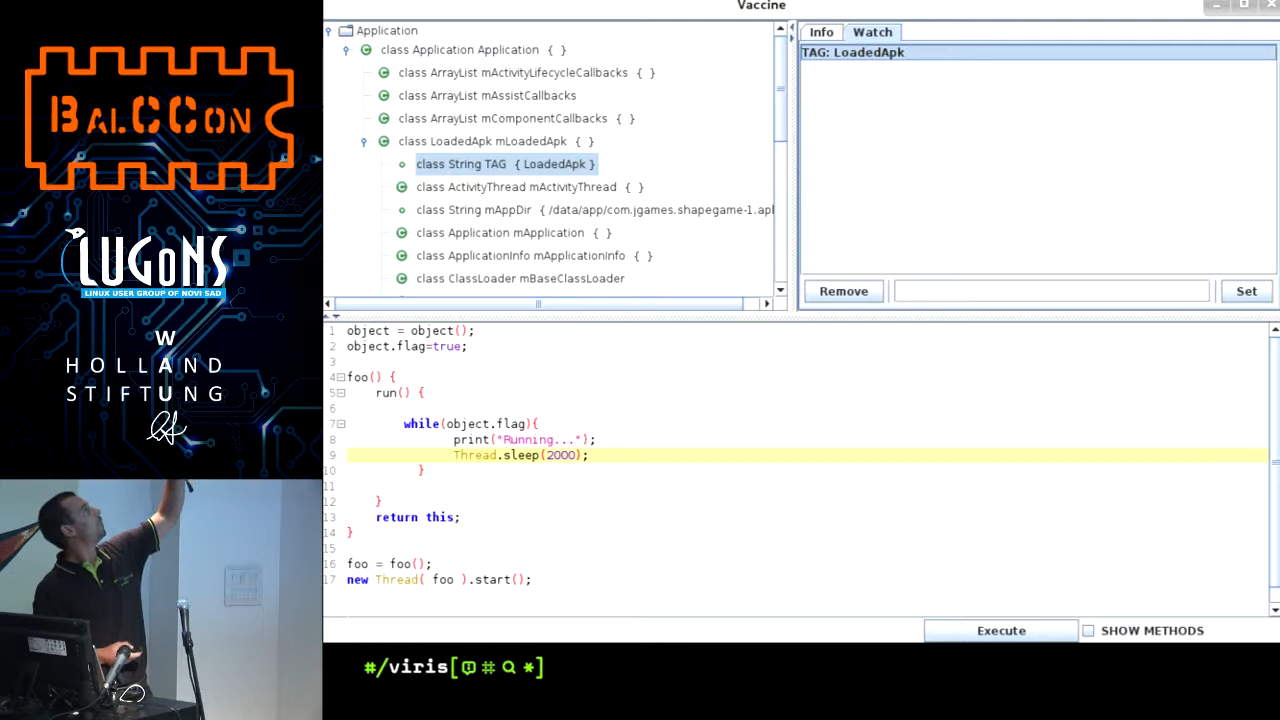 BALCCON
LUGONS
LINUX USER GROUP OF NOVI SAD
W
HOLLAND
STIFTUNG
Vaccine
Application
class Application Application { }
class ArrayList mActivityLifecycleCallbacks { }
class ArrayList mAssistCallbacks
class ArrayList mComponentCallbacks { }
class LoadedApk mLoadedApk { }
class String TAG { LoadedApk }
class ActivityThread mActivityThread { }
class String mAppDir { /data/app/com.jgames.shapegame-1.apl
class Application mApplication { }
class ApplicationInfo mApplicationInfo { }
class ClassLoader mBaseClassLoader
Info Watch
TAG: LoadedApk
Remove Set
1 object = object();
2 object.flag=true;
3
4 foo() {
5 run() {
6
7 while(object.flag){
8 print("Running...");
9 Thread.sleep(2000);
10 }
11
12 }
13 return this;
14 }
15
16 foo = foo();
17 new Thread( foo ).start();
Execute SHOW METHODS
#/viris[